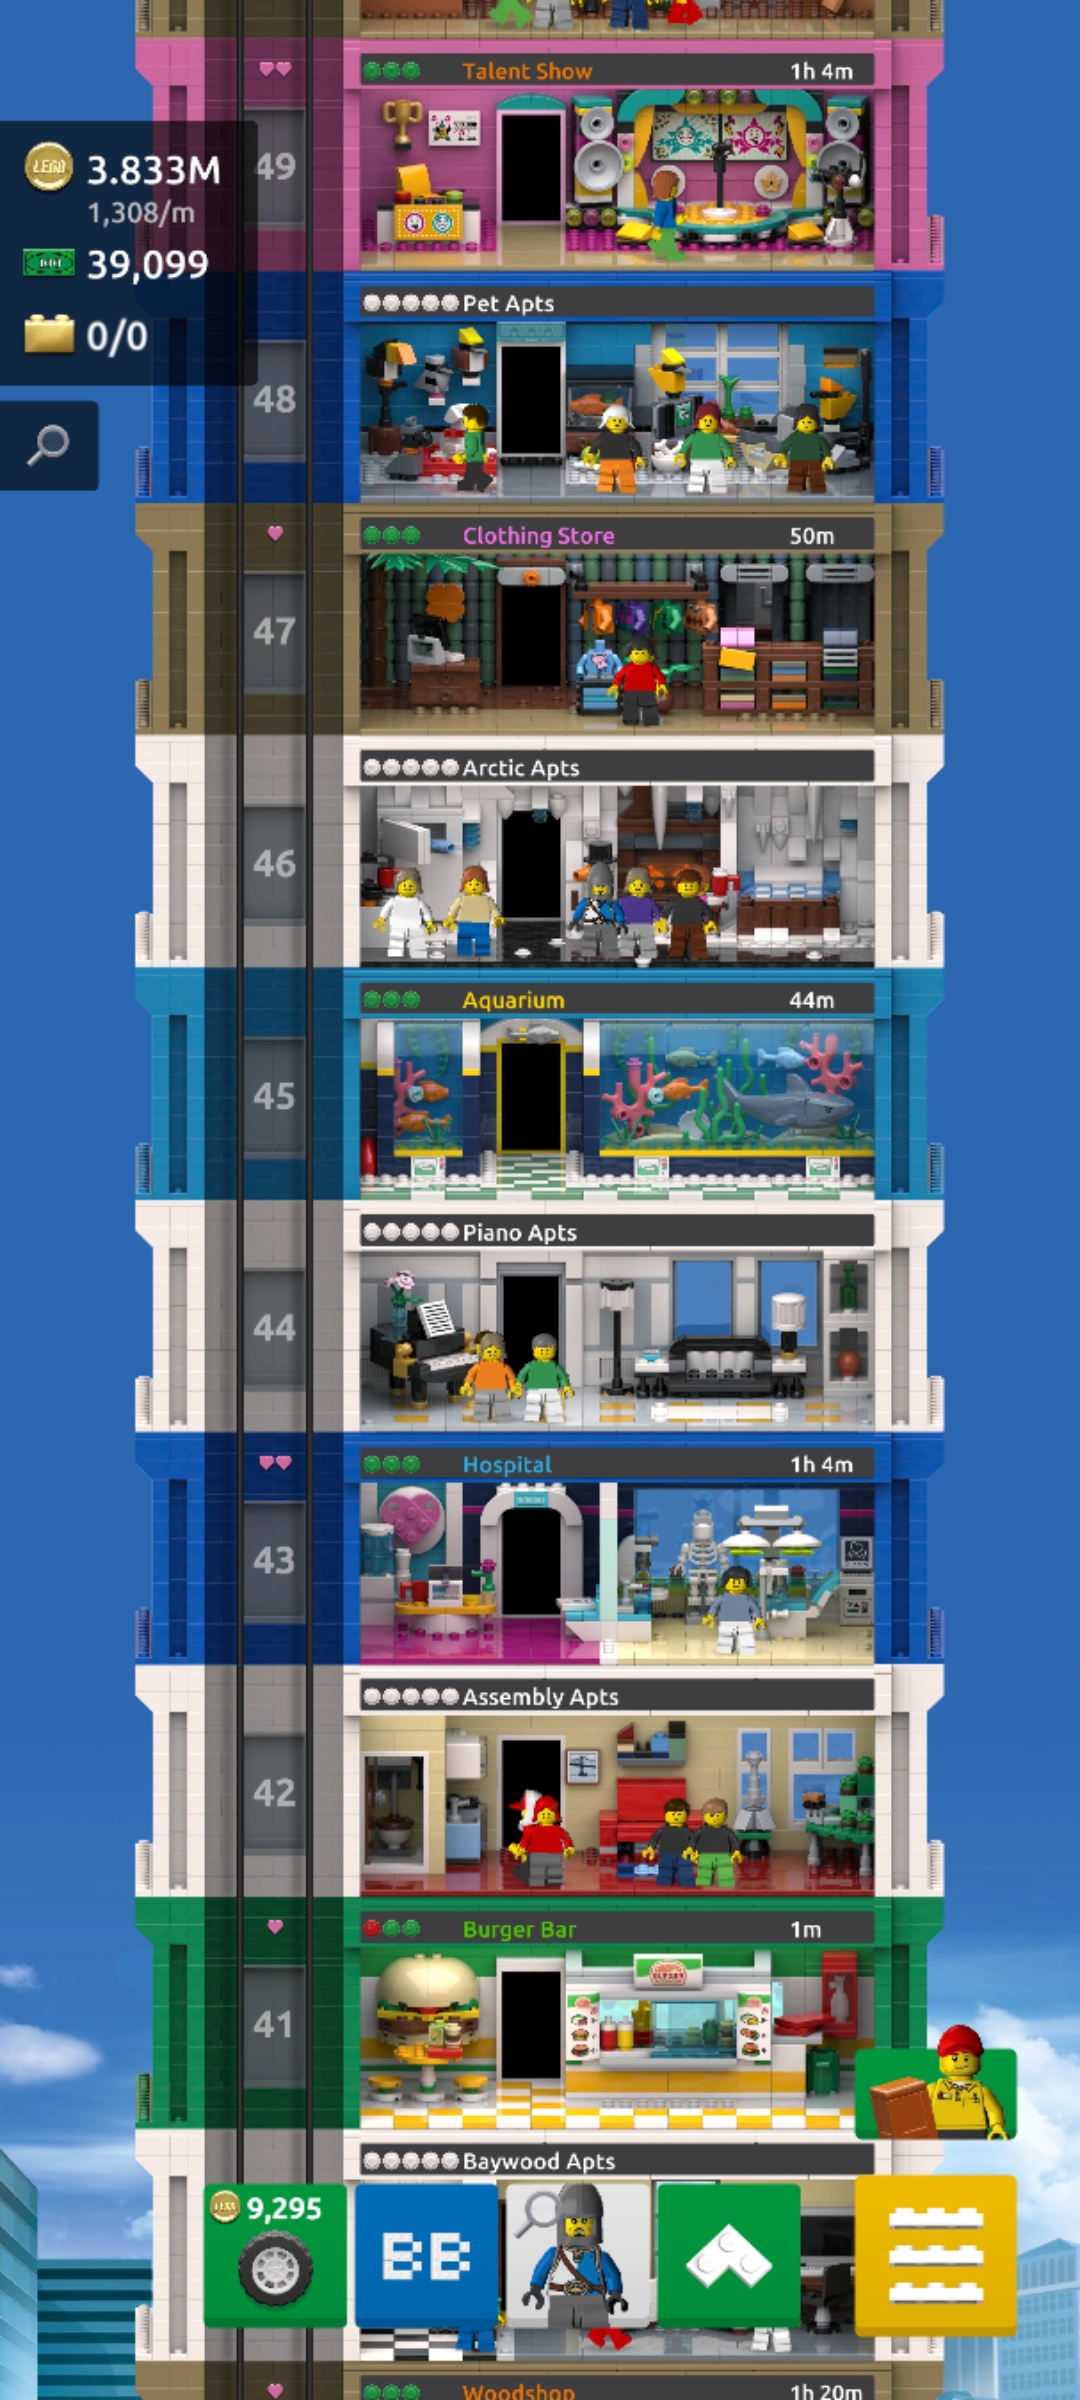 Talent Show 1h 4m
49
LEGO 3.833M
1,308/m
39,099
0/0
Pet Apts
48
Clothing Store 50m
47
Arctic Apts
46
Aquarium 44m
45
Piano Apts
44
Hospital 1h 4m
43
Assembly Apts
42
Burger Bar 1m
41
Baywood Apts
9,295
BB
Woodshop 1h 20m